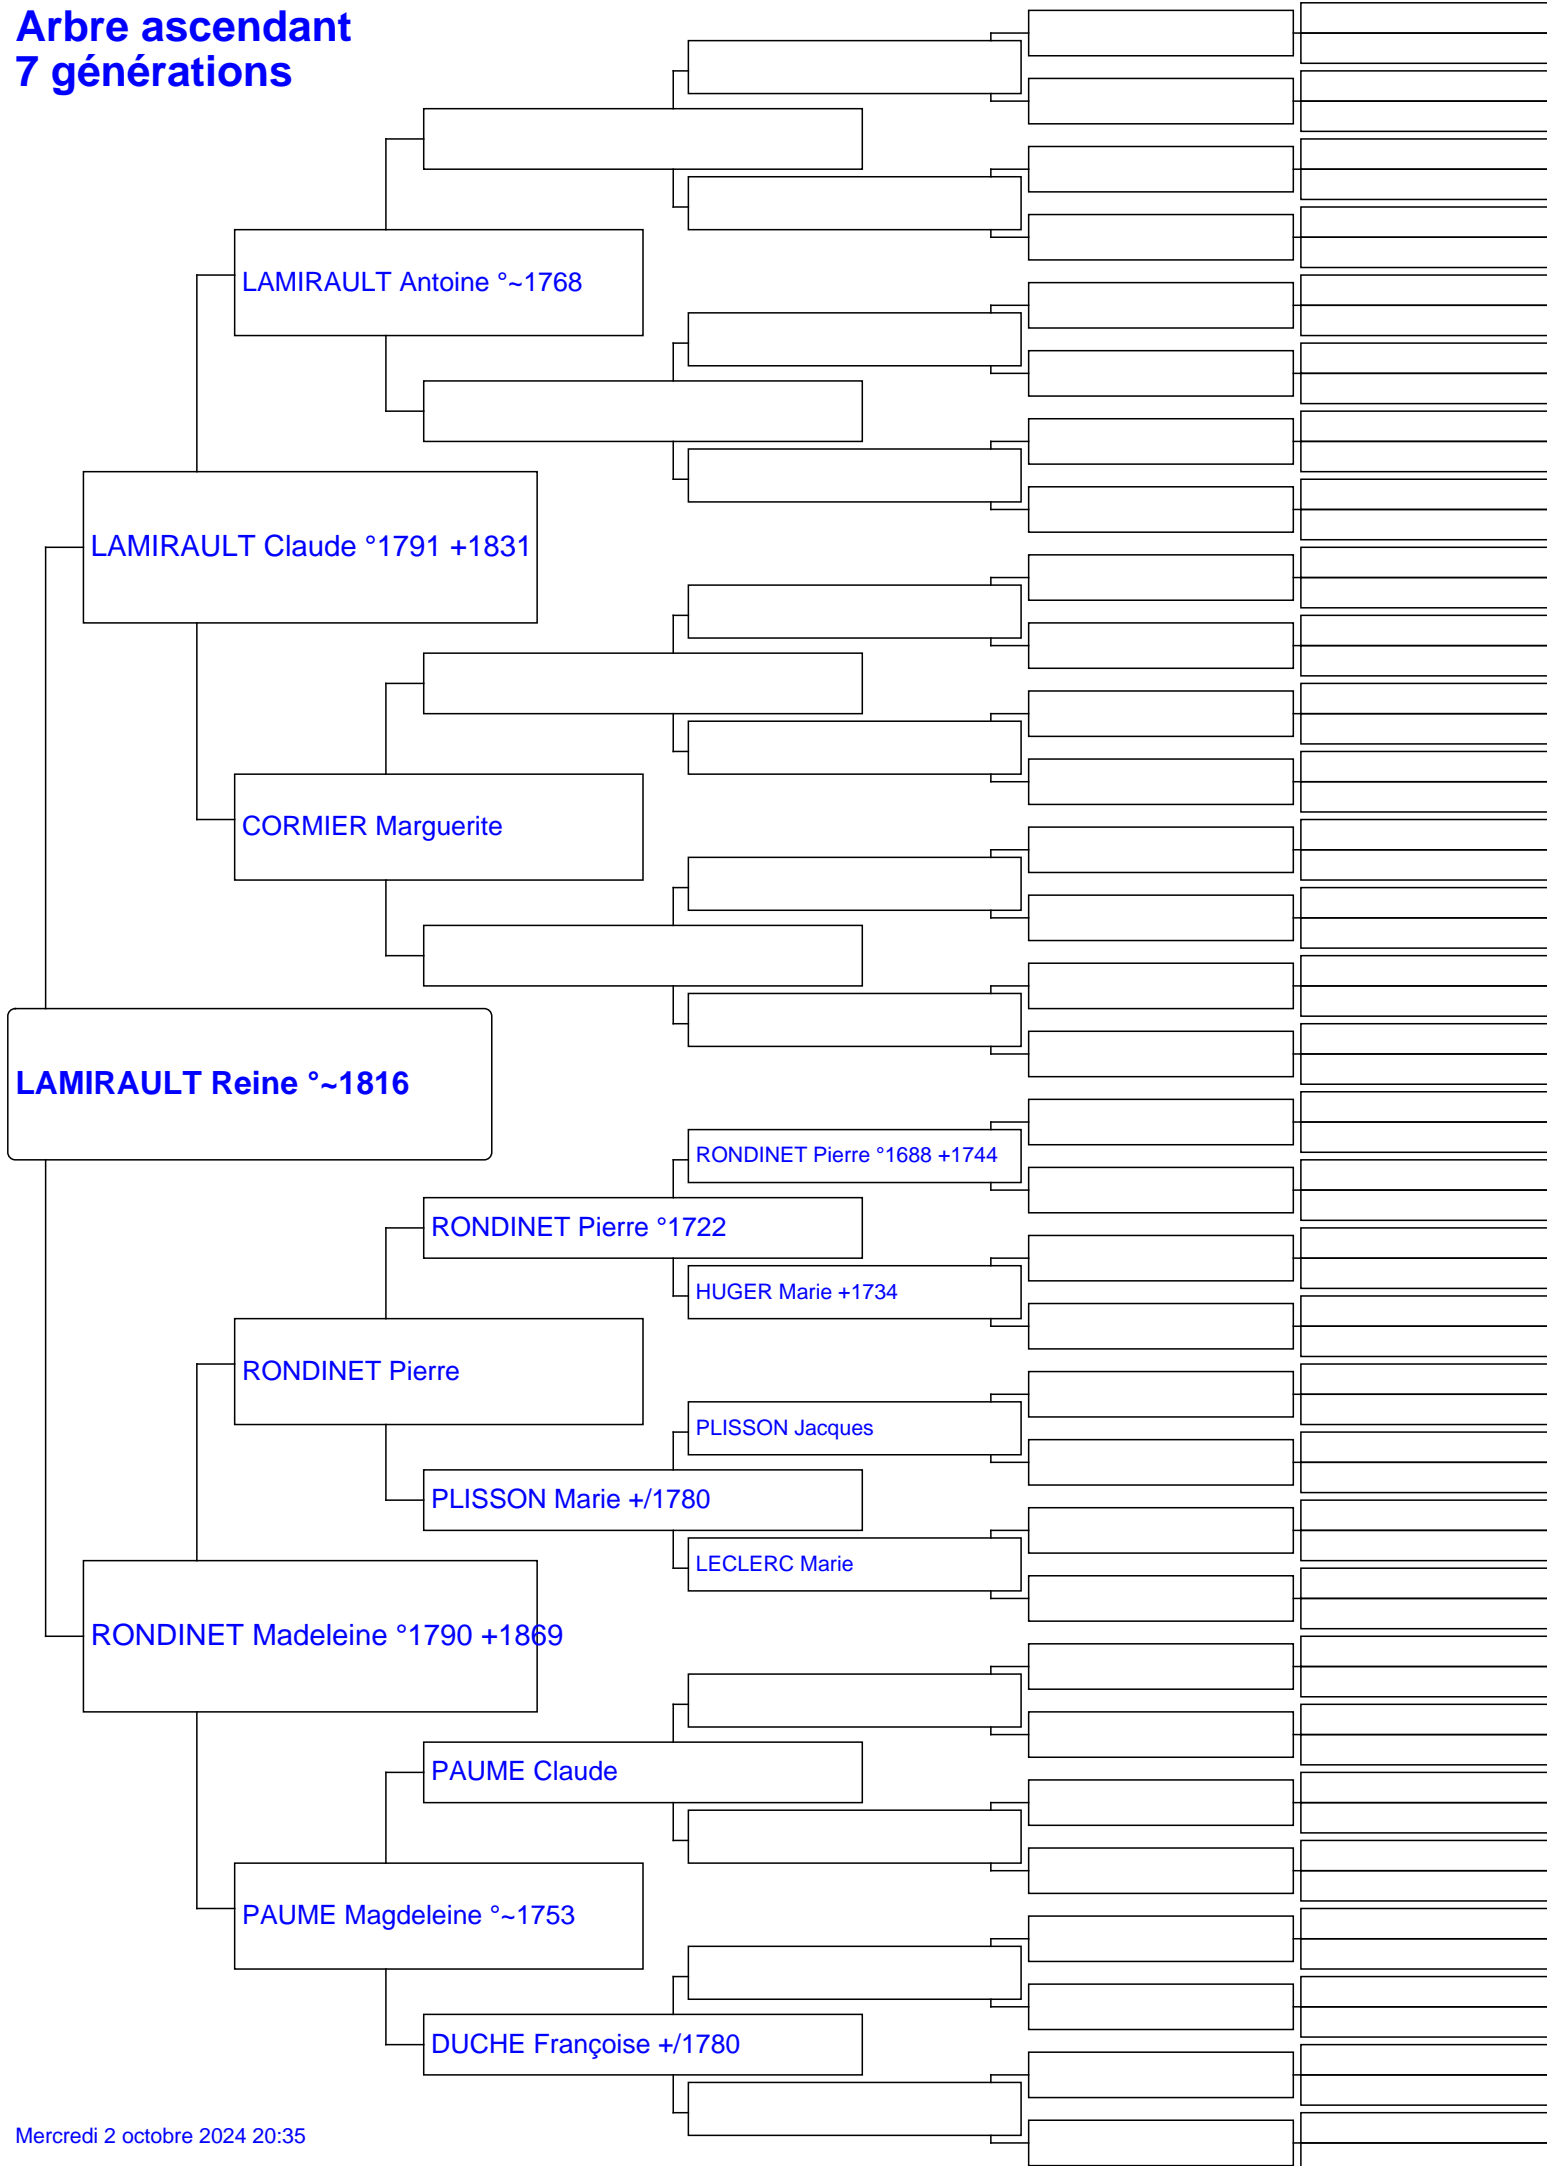 Arbre ascendant
7 générations
LAMIRAULT Antoine °~1768
LAMIRAULT Claude °1791 +1831
CORMIER Marguerite
LAMIRAULT Reine °~1816
RONDINET Pierre °1688 +1744
RONDINET Pierre °1722
HUGER Marie +1734
RONDINET Pierre
PLISSON Jacques
PLISSON Marie +/1780
LECLERC Marie
RONDINET Madeleine °1790 +1869
PAUME Claude
PAUME Magdeleine °~1753
DUCHE Françoise +/1780
Mercredi 2 octobre 2024 20:35